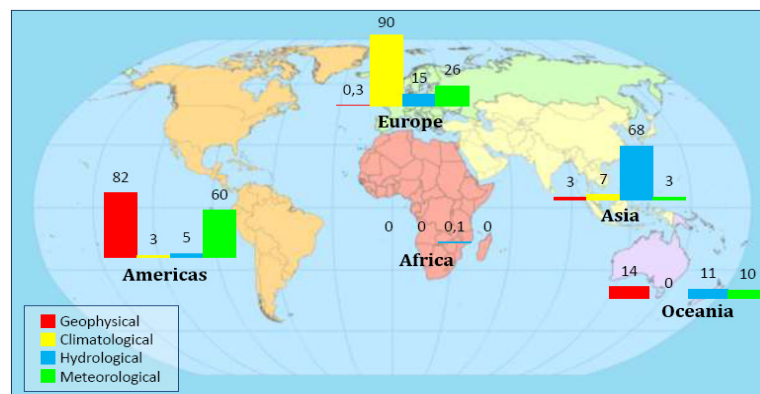 90
0,3
15
26
Europe
68
3
7
3
Asia
82
3
5
60
Americas
0
0
0,1
0
Africa
14
0
11
10
Oceania
Geophysical
Climatological
Hydrological
Meteorological